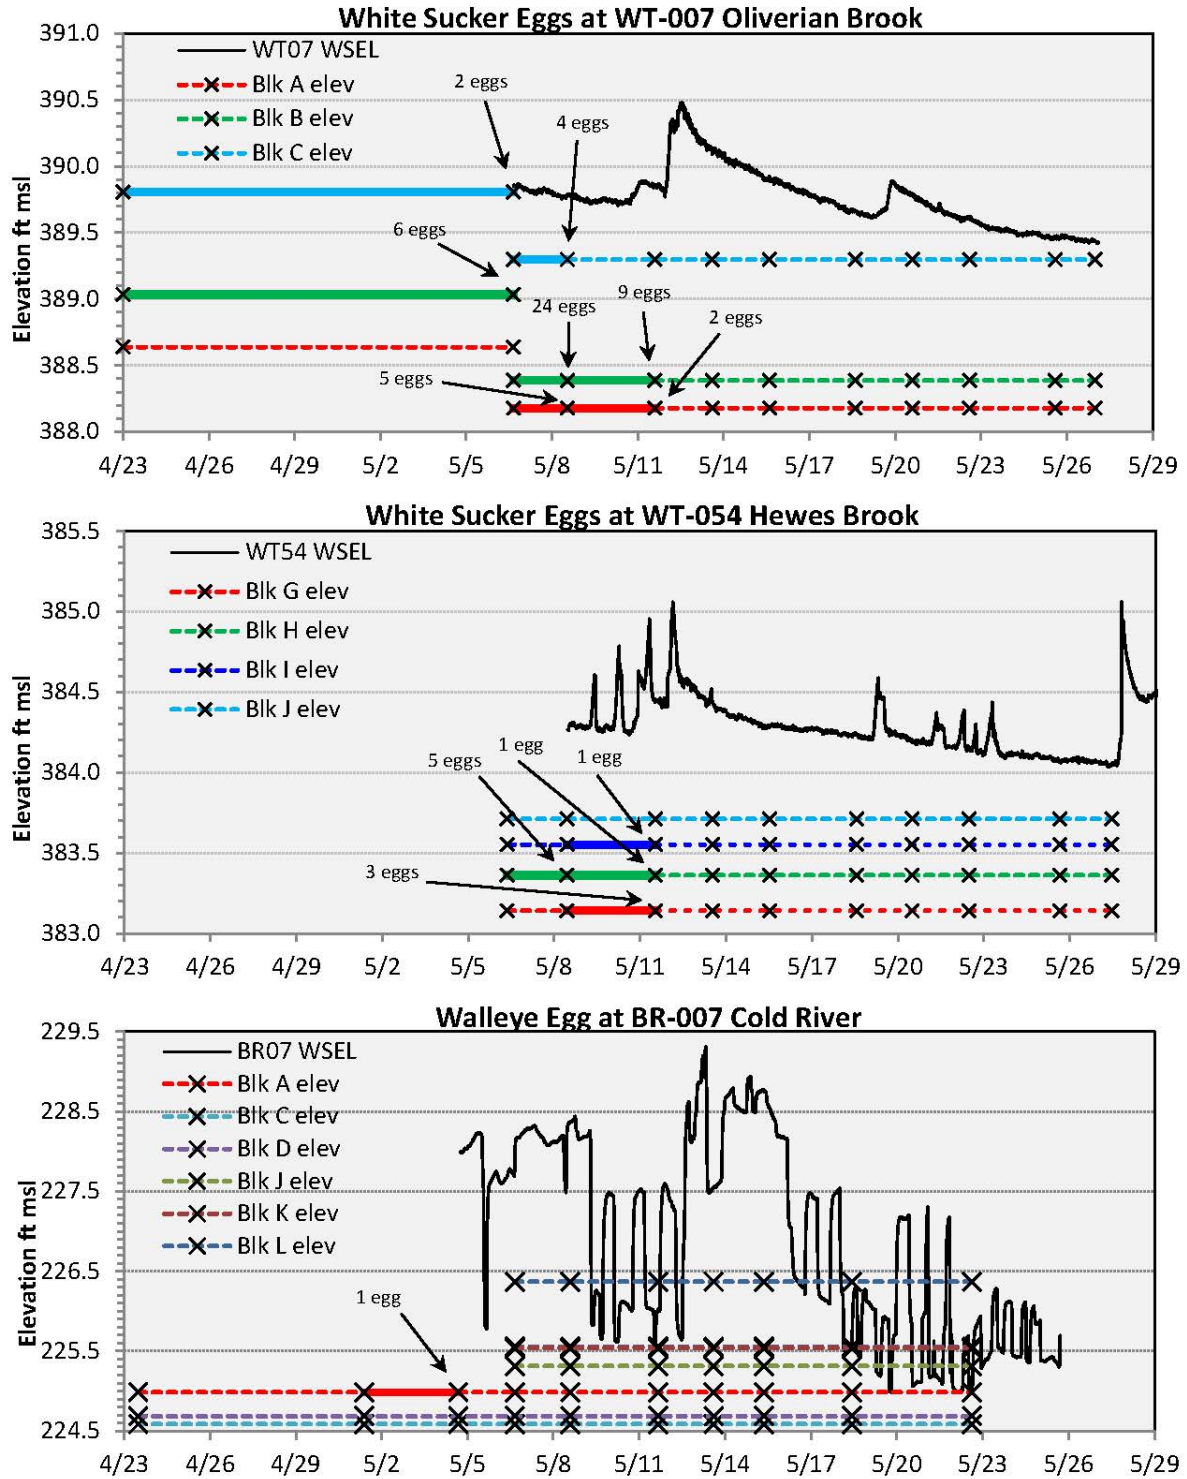 White Sucker Eggs at WT-007 Oliverian Brook
391.0
390.5
390.0
389.5
389.0
388.5
388.0
Elevation ft msl
WT07 WSEL
Blk A elev
Blk B elev
Blk C elev
2 eggs
4 eggs
6 eggs
24 eggs
9 eggs
2 eggs
5 eggs
4/23 4/26 4/29 5/2 5/5 5/8 5/11 5/14 5/17 5/20 5/23 5/26 5/29
White Sucker Eggs at WT-054 Hewes Brook
385.5
385.0
384.5
384.0
383.5
383.0
Elevation ft msl
WT54 WSEL
Blk G elev
Blk H elev
Blk I elev
Blk J elev
1 egg
5 eggs
1 egg
3 eggs
4/23 4/26 4/29 5/2 5/5 5/8 5/11 5/14 5/17 5/20 5/23 5/26 5/29
Walleye Egg at BR-007 Cold River
229.5
228.5
227.5
226.5
225.5
224.5
Elevation ft msl
BR07 WSEL
Blk A elev
Blk C elev
Blk D elev
Blk J elev
Blk K elev
Blk L elev
1 egg
4/23 4/26 4/29 5/2 5/5 5/8 5/11 5/14 5/17 5/20 5/23 5/26 5/29